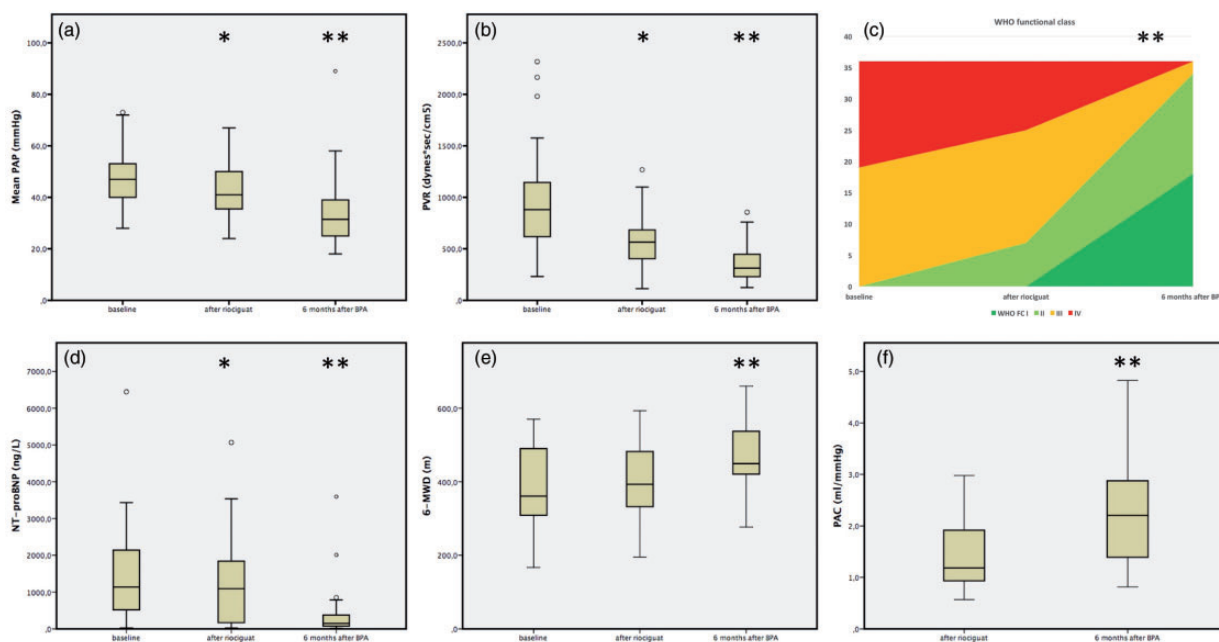 (a)
*
**
Mean PAP (mmHg)
100,0
80,0
60,0
40,0
20,0
,0
baseline
after riociguat
6 months after BPA
(b)
*
**
PVR (dynes*sec/cm5)
2500,0
2000,0
1500,0
1000,0
500,0
,0
baseline
after riociguat
6 months after BPA
(c)
WHO functional class
**
40
35
30
25
20
15
10
5
0
baseline
after riociguat
6 months after BPA
WHO FC I
II
III
IV
(d)
*
**
NT-proBNP (ng/L)
7000,0
6000,0
5000,0
4000,0
3000,0
2000,0
1000,0
,0
baseline
after riociguat
6 months after BPA
(e)
**
6-MWD (m)
600,0
400,0
200,0
,0
baseline
after riociguat
6 months after BPA
(f)
**
PAC (ml/mmHg)
5,0
4,0
3,0
2,0
1,0
,0
after riociguat
6 months after BPA